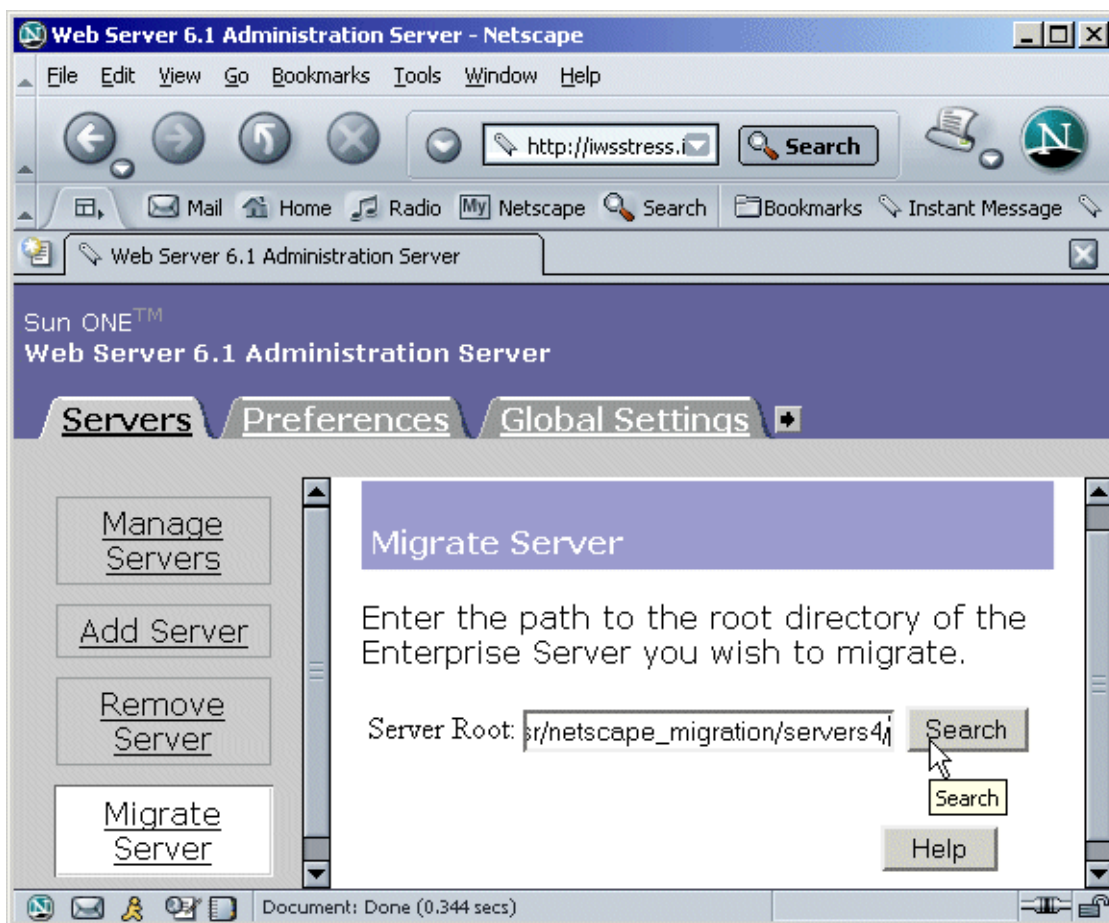 Web Server 6.1 Administration Server - Netscape
File Edit View Go Bookmarks Tools Window Help
http://iwsstress.i
Search
N
Mail Home Radio My Netscape Search Bookmarks Instant Message
Web Server 6.1 Administration Server
Sun ONE™
Web Server 6.1 Administration Server
Servers Preferences Global Settings
Manage
Servers
Add Server
Remove
Server
Migrate
Server
Migrate Server
Enter the path to the root directory of the
Enterprise Server you wish to migrate.
Server Root: sr/netscape_migration/servers4/ Search
Search
Help
Document: Done (0.344 secs)